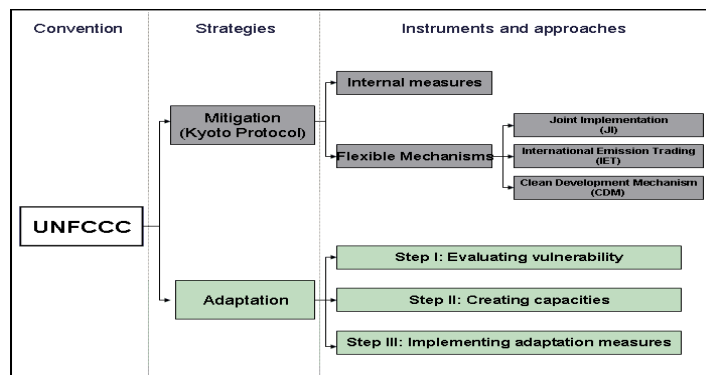 Convention
Strategies
Instruments and approaches
Internal measures
Mitigation
(Kyoto Protocol)
Joint Implementation
(JI)
Flexible Mechanisms
International Emission Trading
(IET)
Clean Development Mechanism
(CDM)
UNFCCC
Step I: Evaluating vulnerability
Adaptation
Step II: Creating capacities
Step III: Implementing adaptation measures